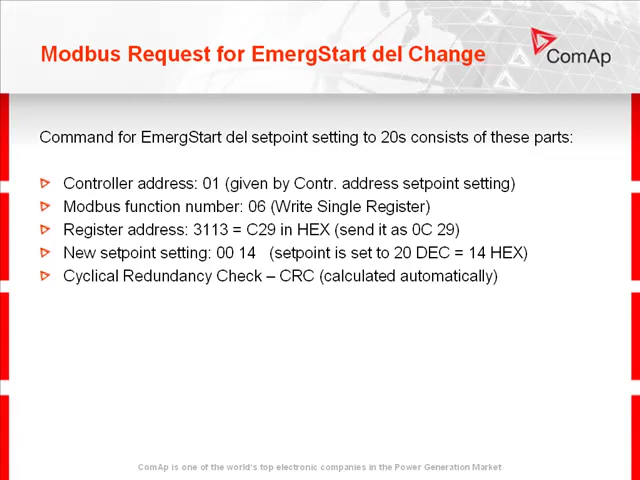 Modbus Request for EmergStart del Change
ComAp
Command for EmergStart del setpoint setting to 20s consists of these parts:
Controller address: 01 (given by Contr. address setpoint setting)
Modbus function number: 06 (Write Single Register)
Register address: 3113 = C29 in HEX (send it as 0C 29)
New setpoint setting: 00 14 (setpoint is set to 20 DEC = 14 HEX)
Cyclical Redundancy Check – CRC (calculated automatically)
ComAp is one of the world's top electronic companies in the Power Generation Market